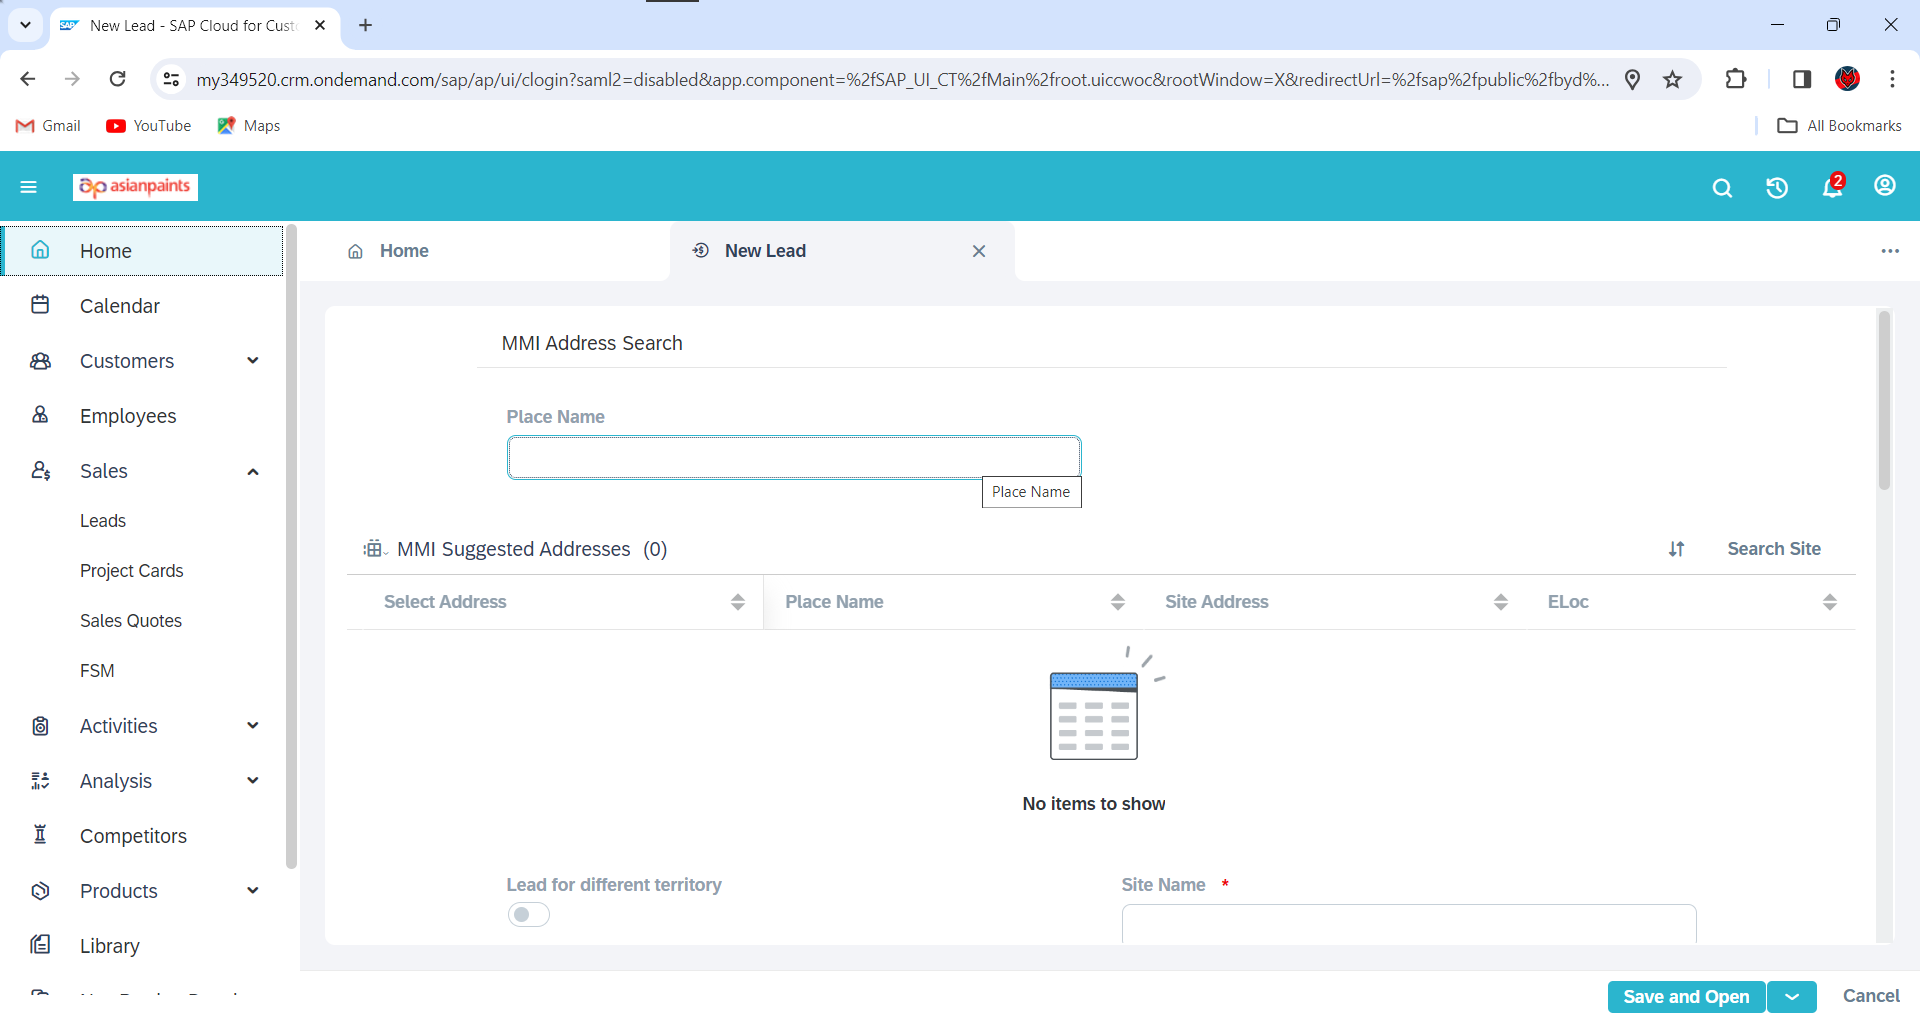 New Lead - SAP Cloud for Cust
my349520.crm.ondemand.com/sap/ap/ui/clogin?saml2=disabled&app.component=%2fSAP_UI_CT%2fMain%2froot.uiccwoc&rootWindow=X&redirectUrl=%2fsap%2fpublic%2fbyd%...
Gmail
YouTube
Maps
All Bookmarks
asianpaints
2
Home
Calendar
Customers
Employees
Sales
Leads
Project Cards
Sales Quotes
FSM
Activities
Analysis
Competitors
Products
Library
Home
New Lead
MMI Address Search
Place Name
Place Name
MMI Suggested Addresses (0)
Search Site
Select Address
Place Name
Site Address
ELoc
No items to show
Lead for different territory
Site Name *
Save and Open
Cancel